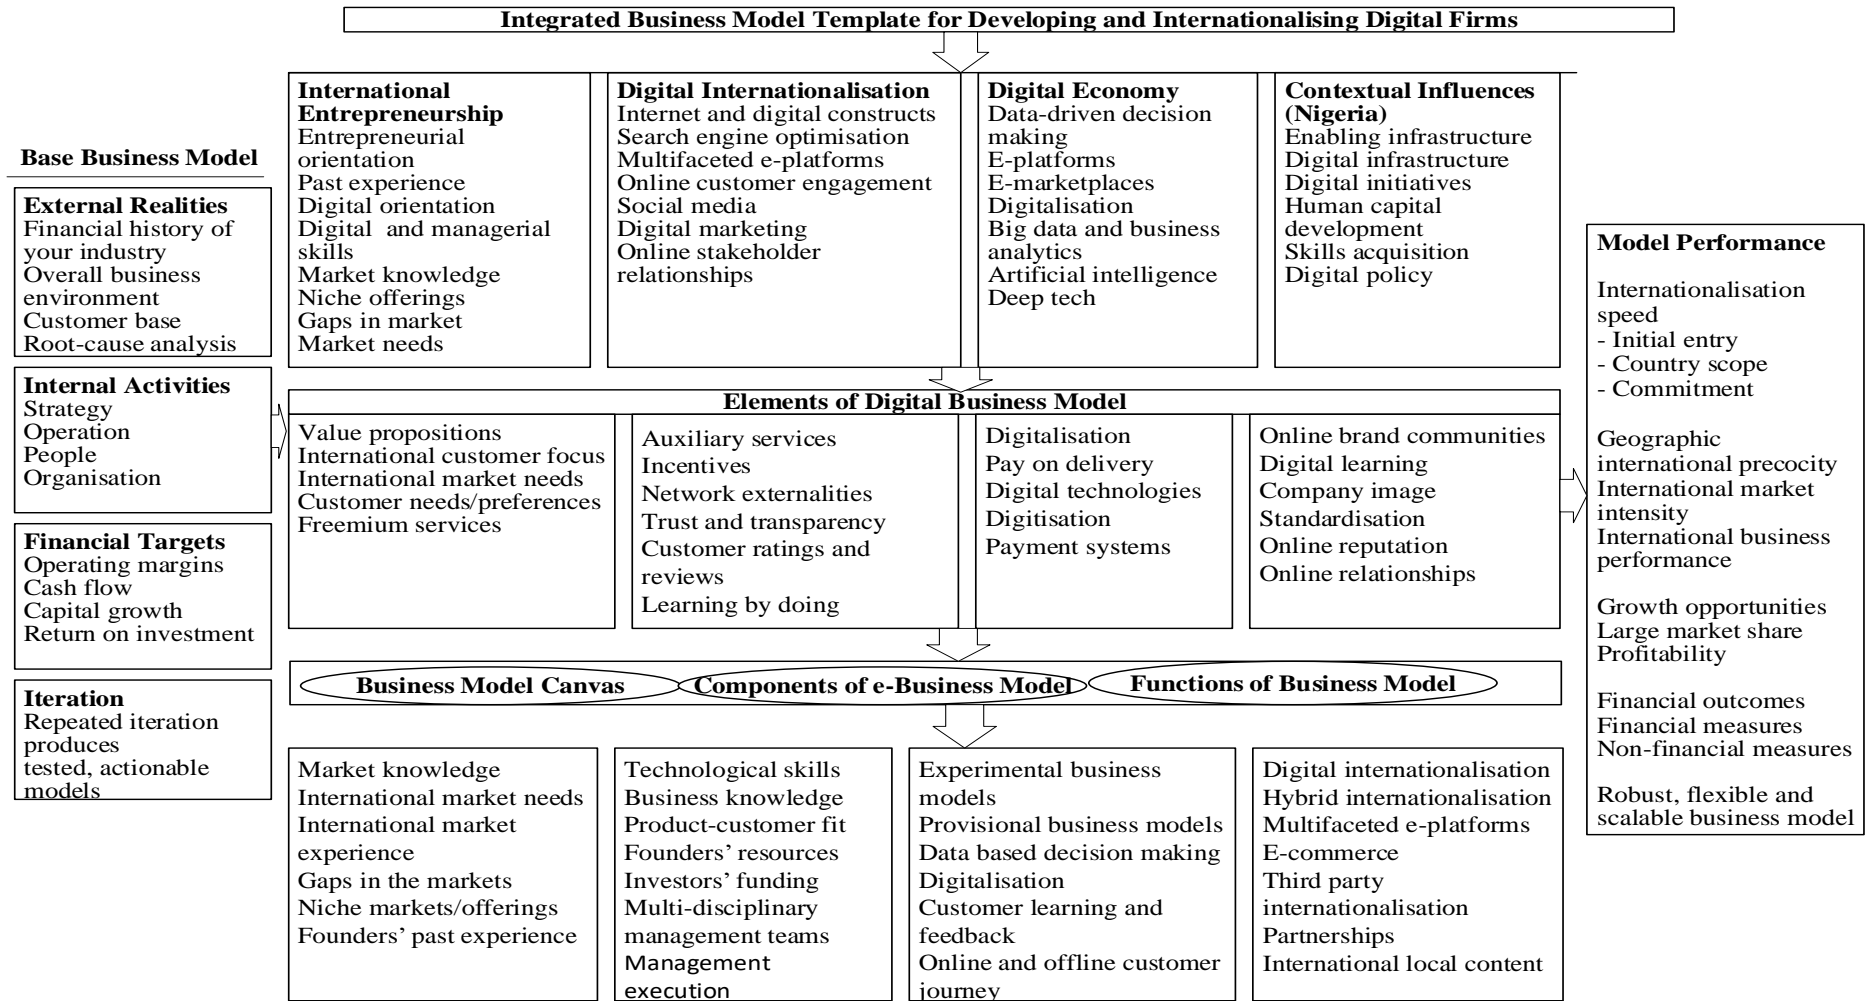 Integrated Business Model Template for Developing and Internationalising Digital Firms
Base Business Model
External Realities
Financial history of
your industry
Overall business
environment
Customer base
Root-cause analysis
Internal Activities
Strategy
Operation
People
Organisation
Financial Targets
Operating margins
Cash flow
Capital growth
Return on investment
Iteration
Repeated iteration
produces
tested, actionable
models
International
Entrepreneurship
Entrepreneurial
orientation
Past experience
Digital orientation
Digital and managerial
skills
Market knowledge
Niche offerings
Gaps in market
Market needs
Digital Internationalisation
Internet and digital constructs
Search engine optimisation
Multifaceted e-platforms
Online customer engagement
Social media
Digital marketing
Online stakeholder
relationships
Digital Economy
Data-driven decision
making
E-platforms
E-marketplaces
Digitalisation
Big data and business
analytics
Artificial intelligence
Deep tech
Contextual Influences
(Nigeria)
Enabling infrastructure
Digital infrastructure
Digital initiatives
Human capital
development
Skills acquisition
Digital policy
Elements of Digital Business Model
Value propositions
International customer focus
International market needs
Customer needs/preferences
Freemium services
Auxiliary services
Incentives
Network externalities
Trust and transparency
Customer ratings and
reviews
Learning by doing
Digitalisation
Pay on delivery
Digital technologies
Digitisation
Payment systems
Online brand communities
Digital learning
Company image
Standardisation
Online reputation
Online relationships
Business Model Canvas
Components of e-Business Model
Functions of Business Model
Market knowledge
International market needs
International market
experience
Gaps in the markets
Niche markets/offerings
Founders’ past experience
Technological skills
Business knowledge
Product-customer fit
Founders’ resources
Investors’ funding
Multi-disciplinary
management teams
Management
execution
Experimental business
models
Provisional business models
Data based decision making
Digitalisation
Customer learning and
feedback
Online and offline customer
journey
Digital internationalisation
Hybrid internationalisation
Multifaceted e-platforms
E-commerce
Third party
internationalisation
Partnerships
International local content
Model Performance
Internationalisation
speed
- Initial entry
- Country scope
- Commitment
Geographic
international precocity
International market
intensity
International business
performance
Growth opportunities
Large market share
Profitability
Financial outcomes
Financial measures
Non-financial measures
Robust, flexible and
scalable business model